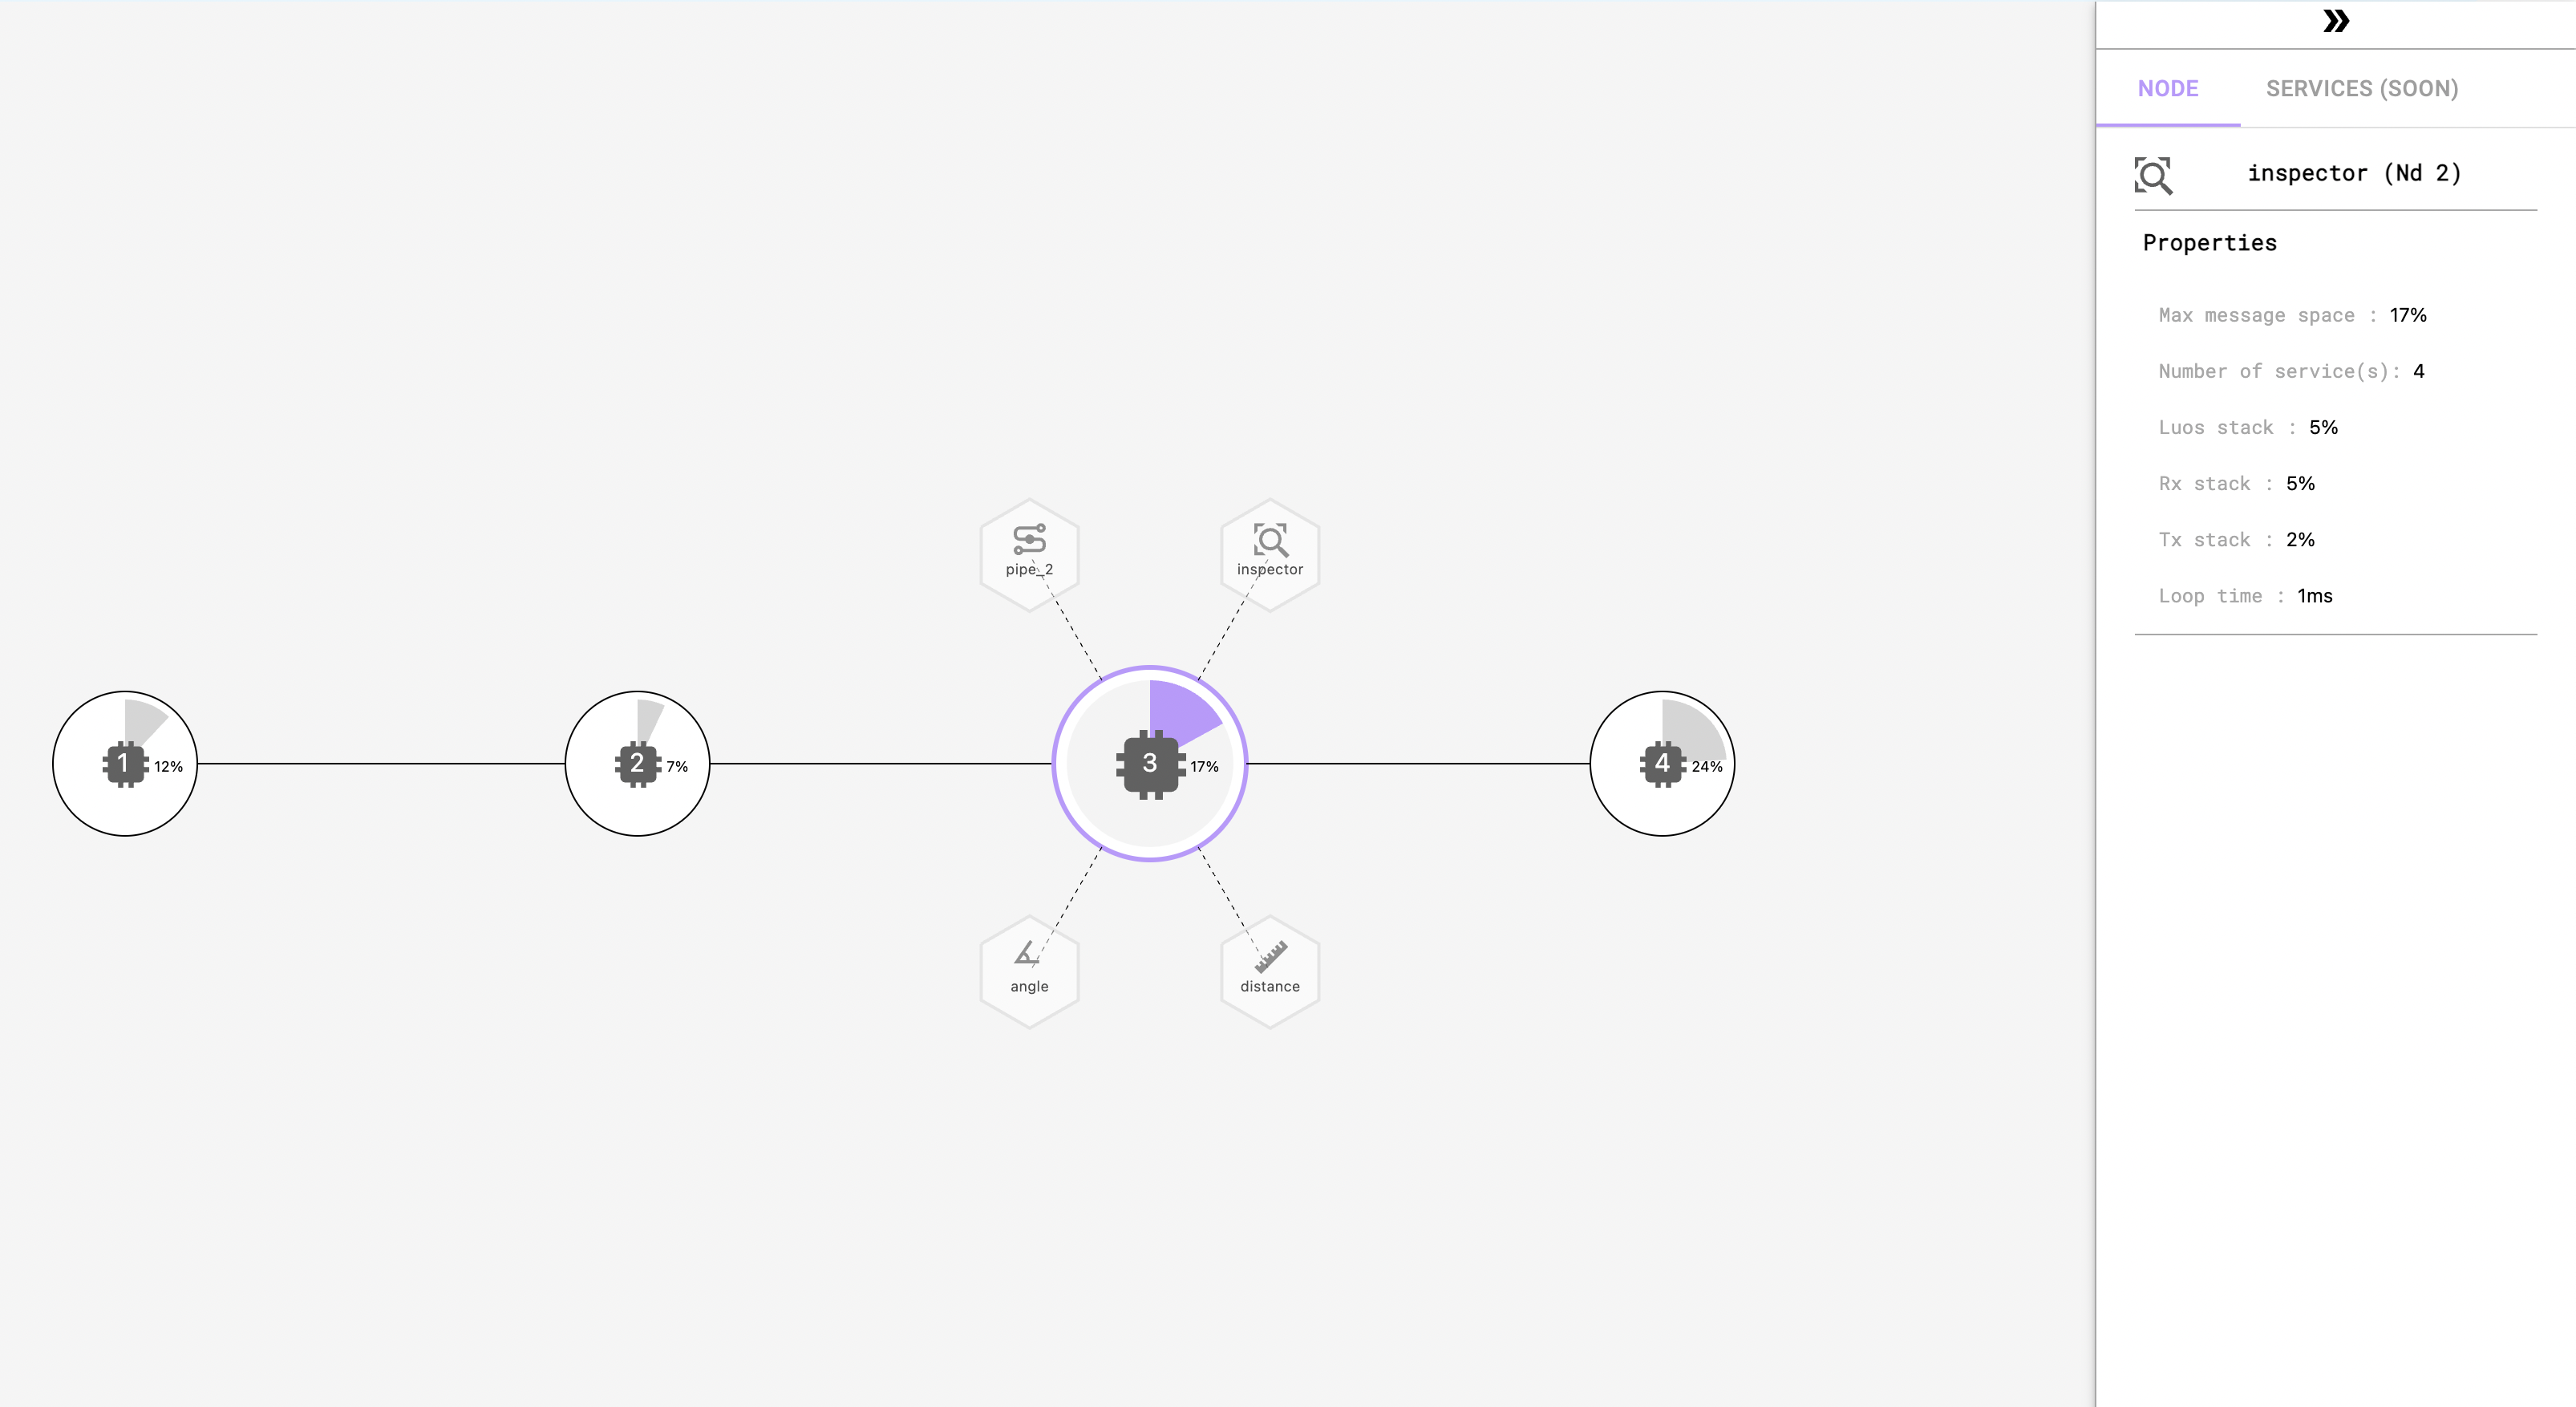 NODE SERVICES (SOON)
inspector (Nd 2)
Properties
Max message space : 17%
Number of service(s): 4
Luos stack : 5%
Rx stack : 5%
Tx stack : 2%
Loop time : 1ms
pipe_2 inspector
1 12% 2 7% 3 17% 4 24%
angle distance